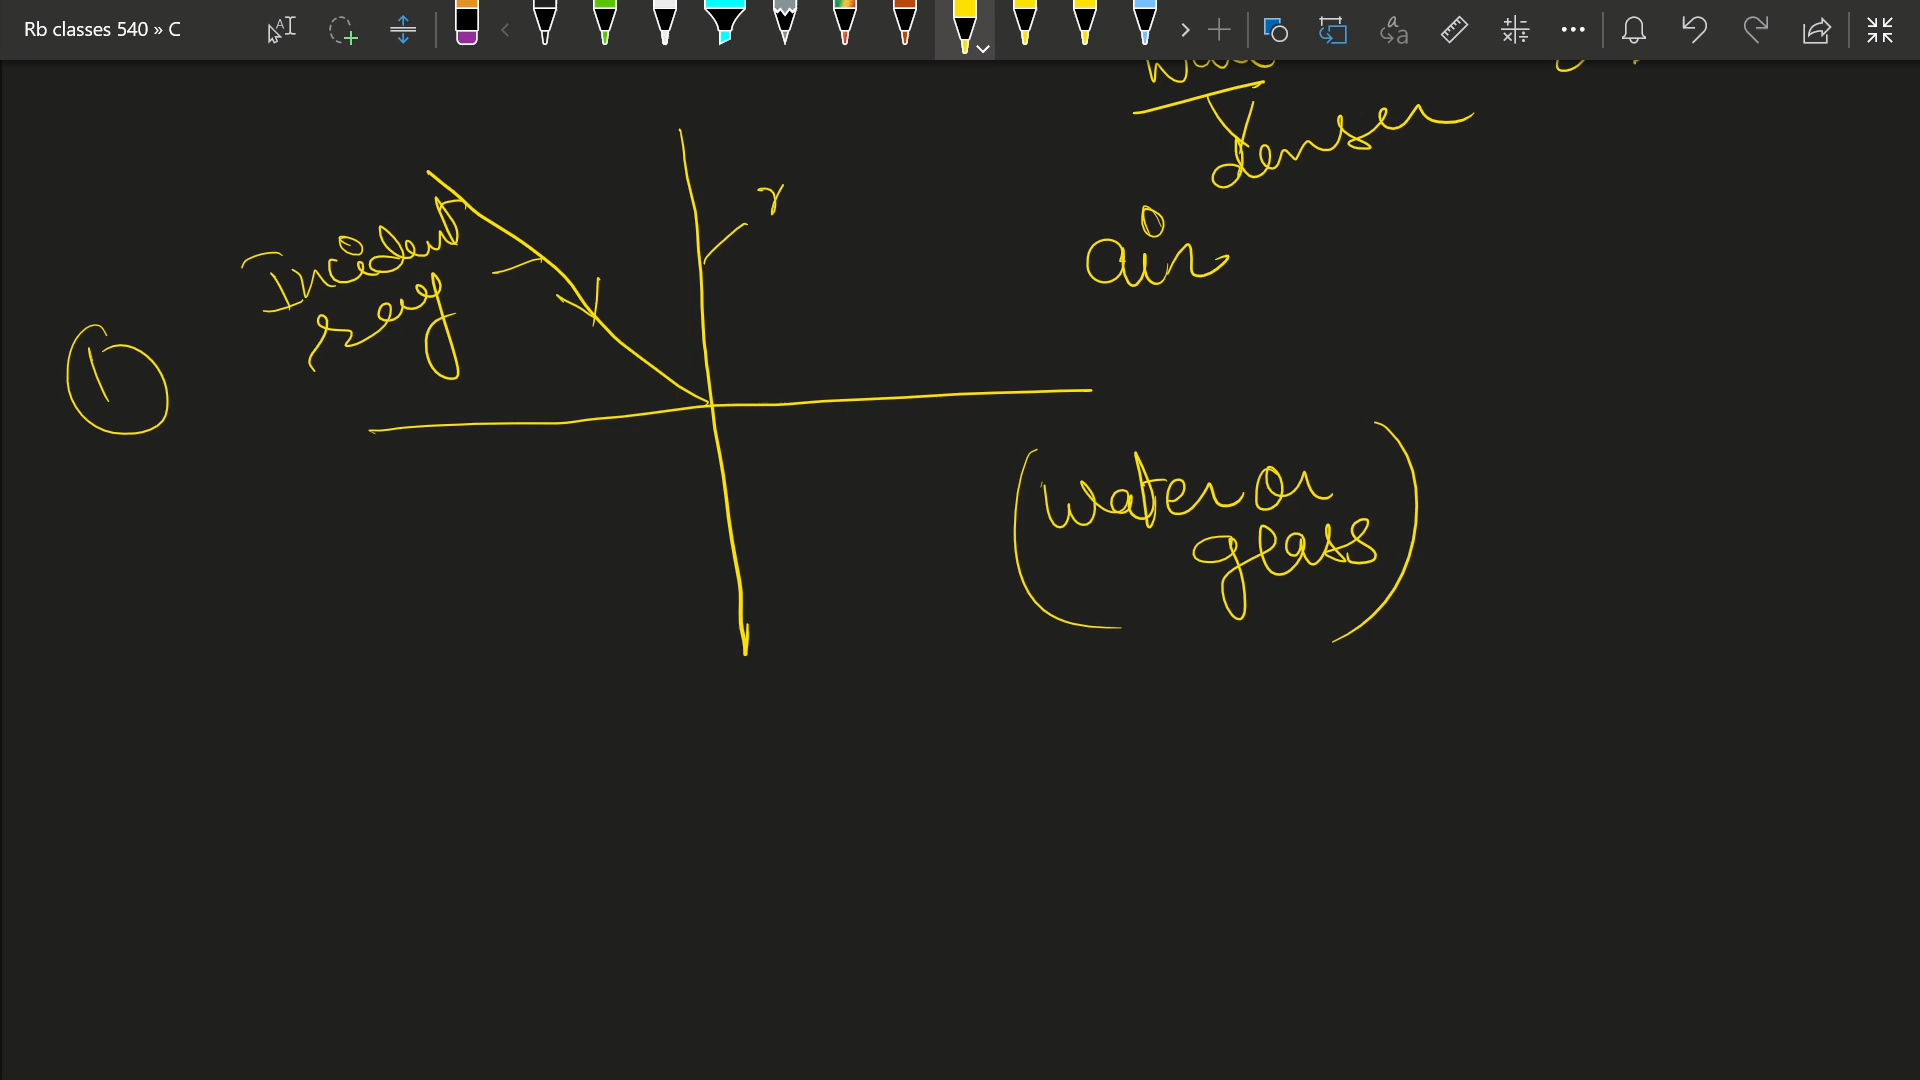 Rb classes 540 » C
denser
r
Incident
ray
air
1
(water or
glass)